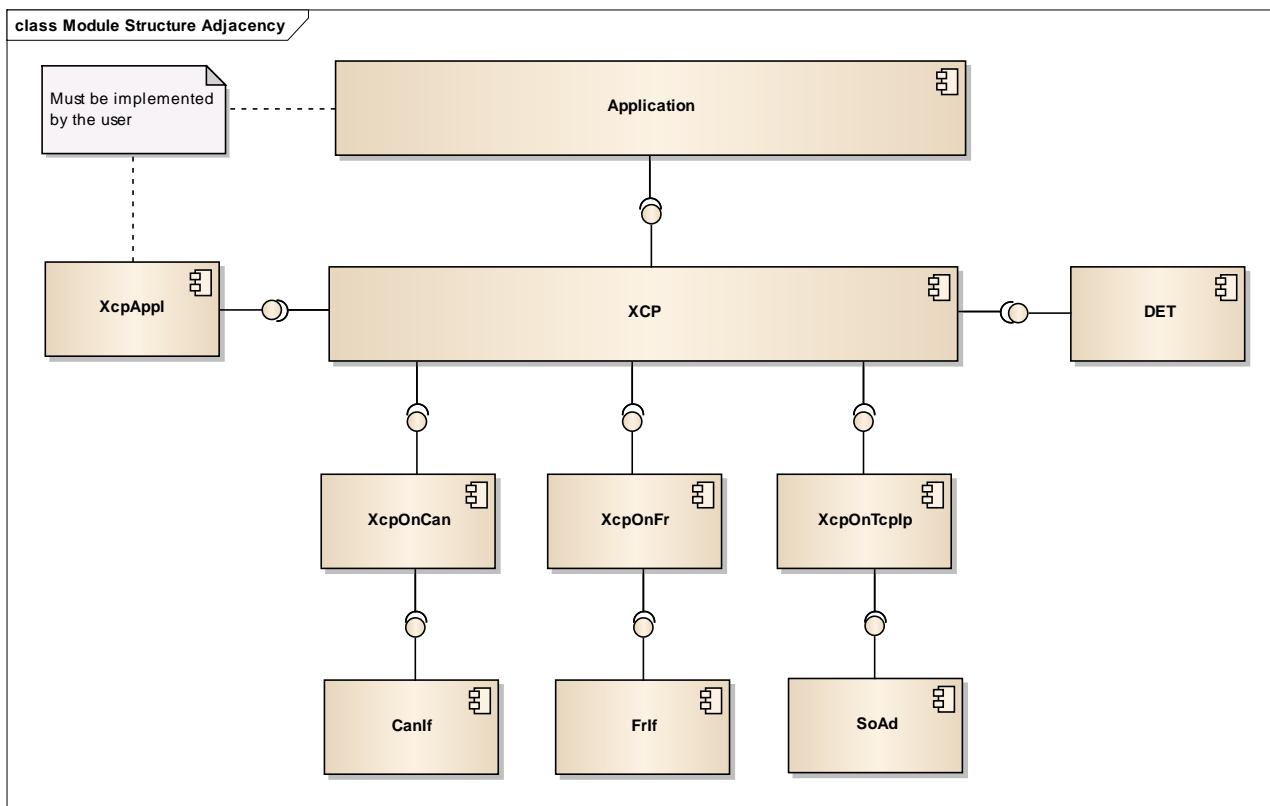 class Module Structure Adjacency
Must be implemented
by the user
Application
XcpAppl
XCP
DET
XcpOnCan
XcpOnFr
XcpOnTcpIp
CanIf
FrIf
SoAd